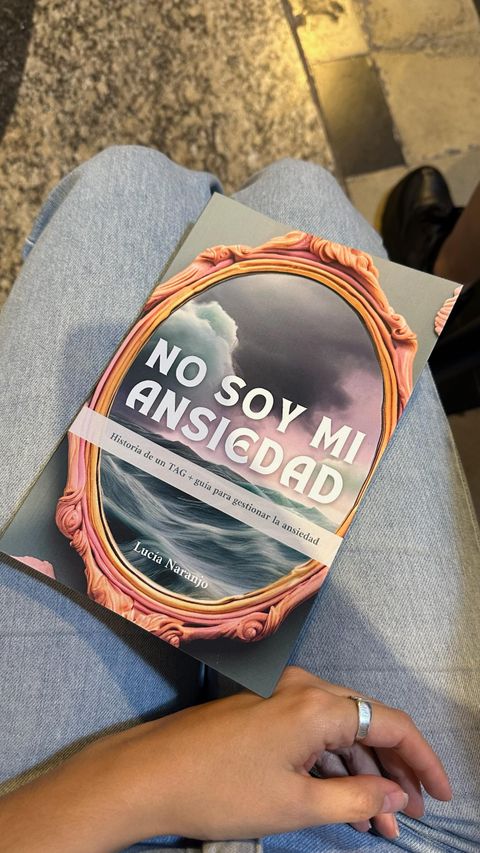 NO SOY MI
ANSIEDAD
Historia de un TAG + guía para gestionar la ansiedad
Lucía Naranjo